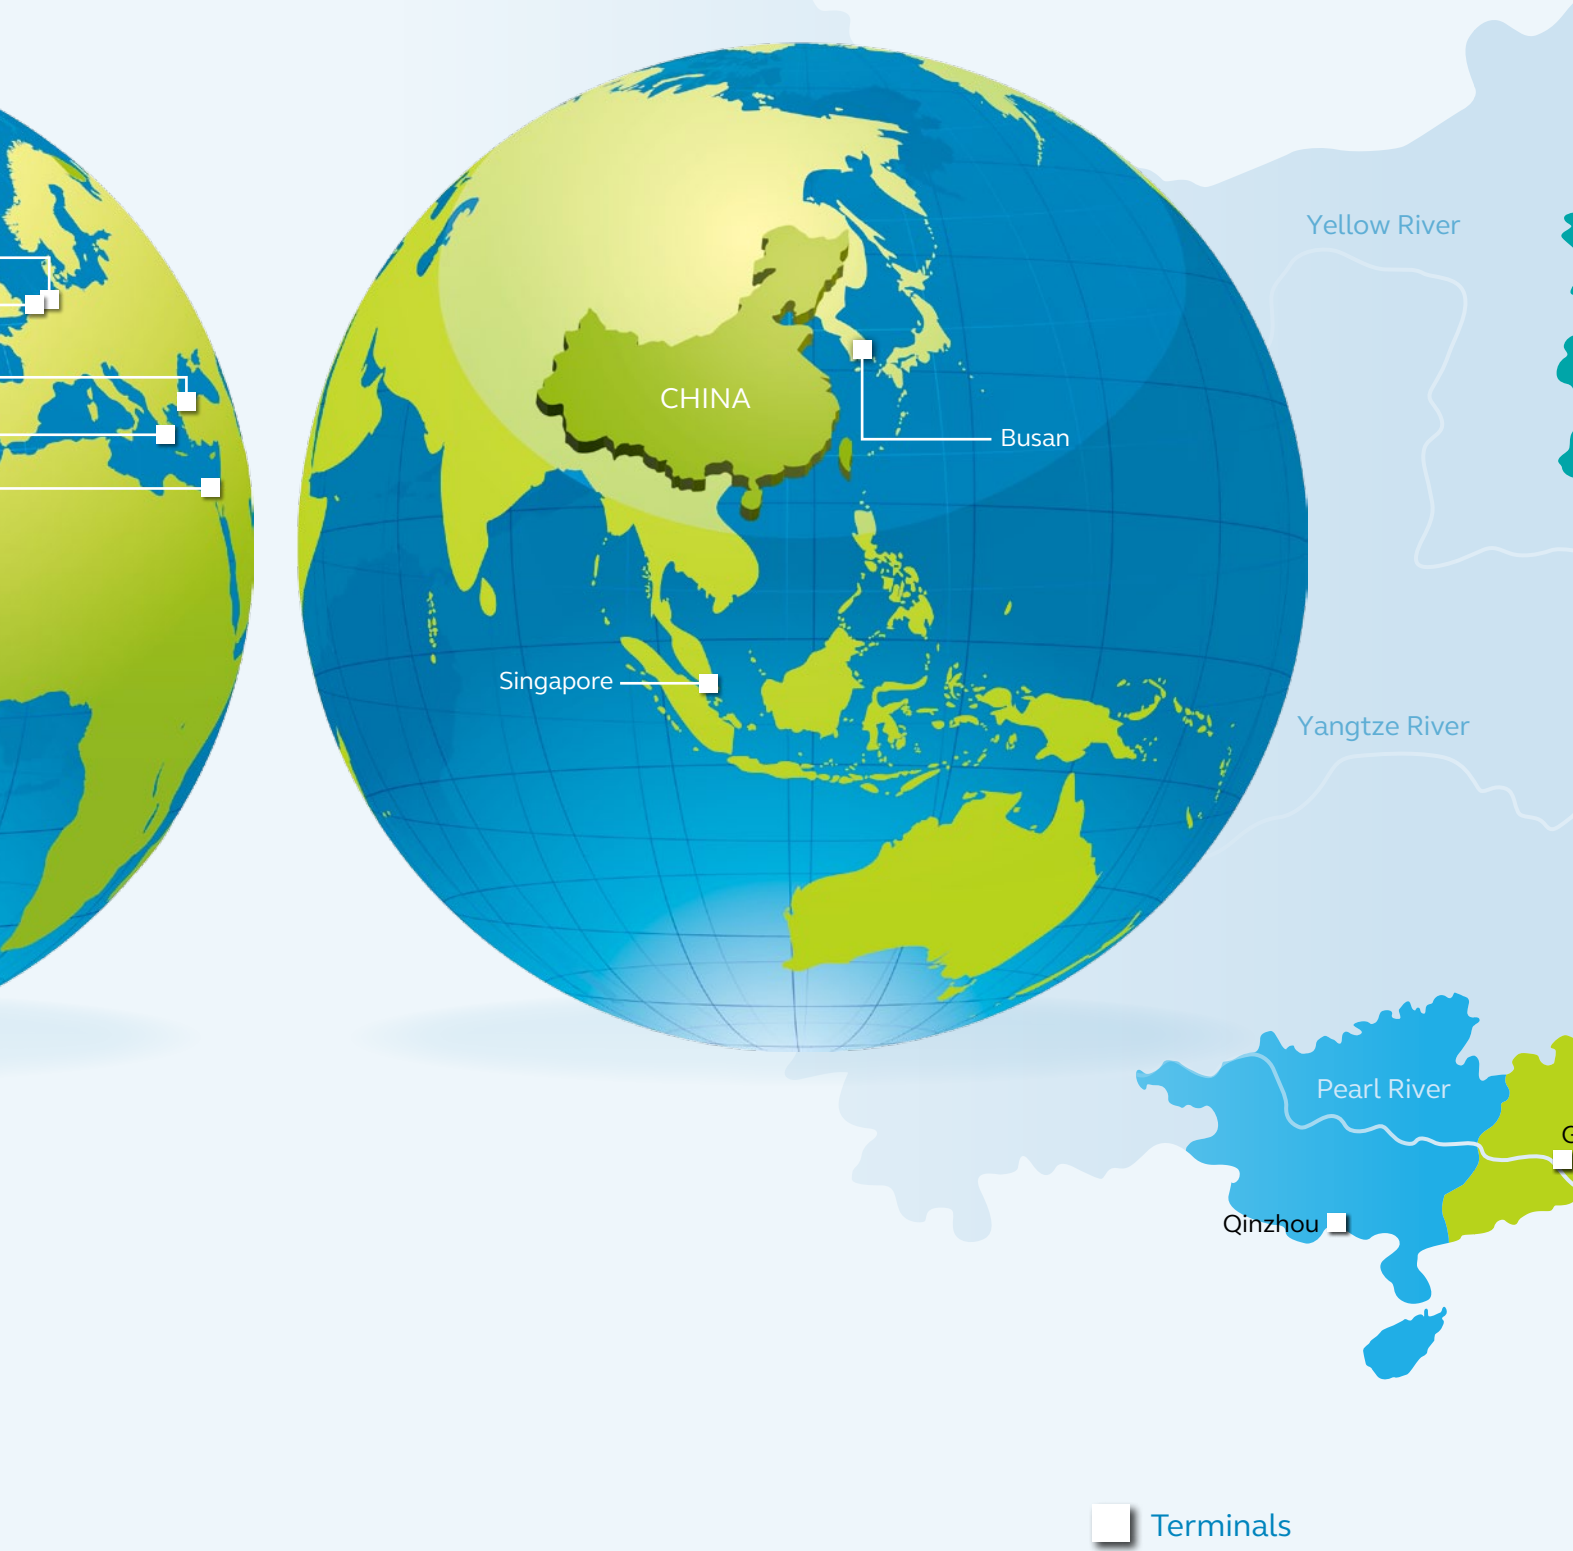 Yellow River
CHINA
Busan
Singapore
Yangtze River
Pearl River
Qinzhou
Terminals